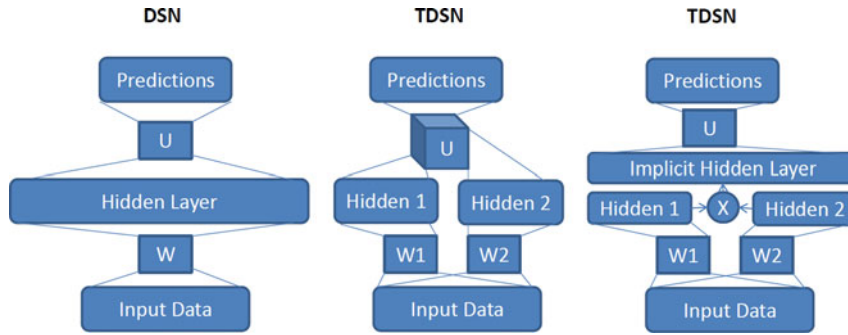 DSN
Predictions
U
Hidden Layer
W
Input Data
TDSN
Predictions
U
Hidden 1
Hidden 2
W1
W2
Input Data
TDSN
Predictions
U
Implicit Hidden Layer
Hidden 1
X
Hidden 2
W1
W2
Input Data